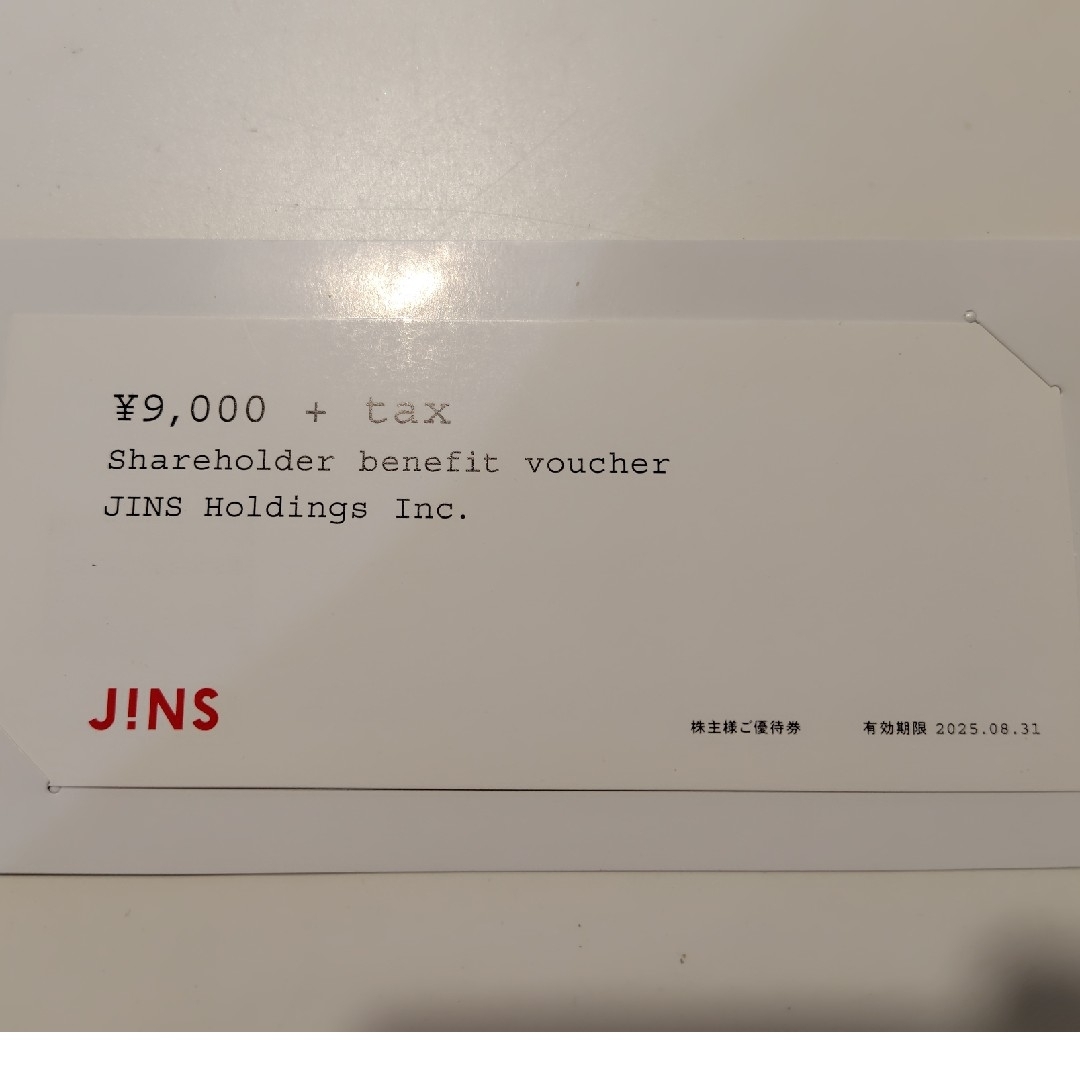 ¥9,000 + tax
Shareholder benefit voucher
JINS Holdings Inc.
J!NS
株主様ご優待券 有効期限 2025.08.31